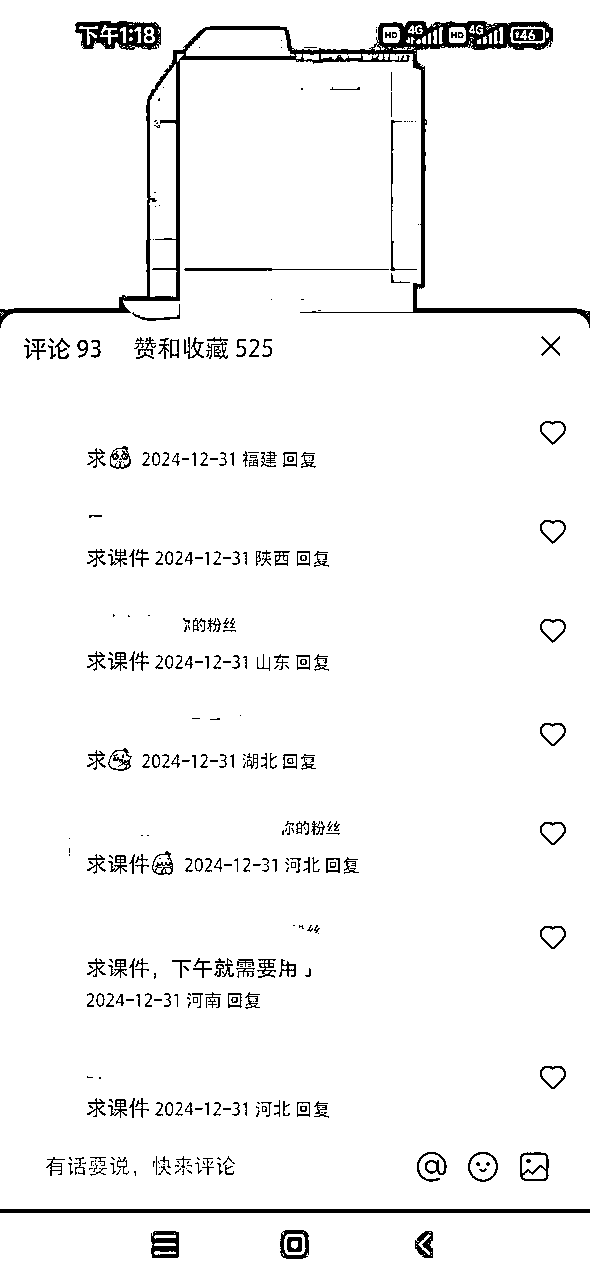 下午1:18 HD 4G HD 4G 46
评论 93 赞和收藏 525
求 2024-12-31 福建 回复
求课件 2024-12-31 陕西 回复
的粉丝
求课件 2024-12-31 山东 回复
求 2024-12-31 湖北 回复
你的粉丝
求课件 2024-12-31 河北 回复
求课件，下午就需要用
2024-12-31 河南 回复
求课件 2024-12-31 河北 回复
有话要说，快来评论